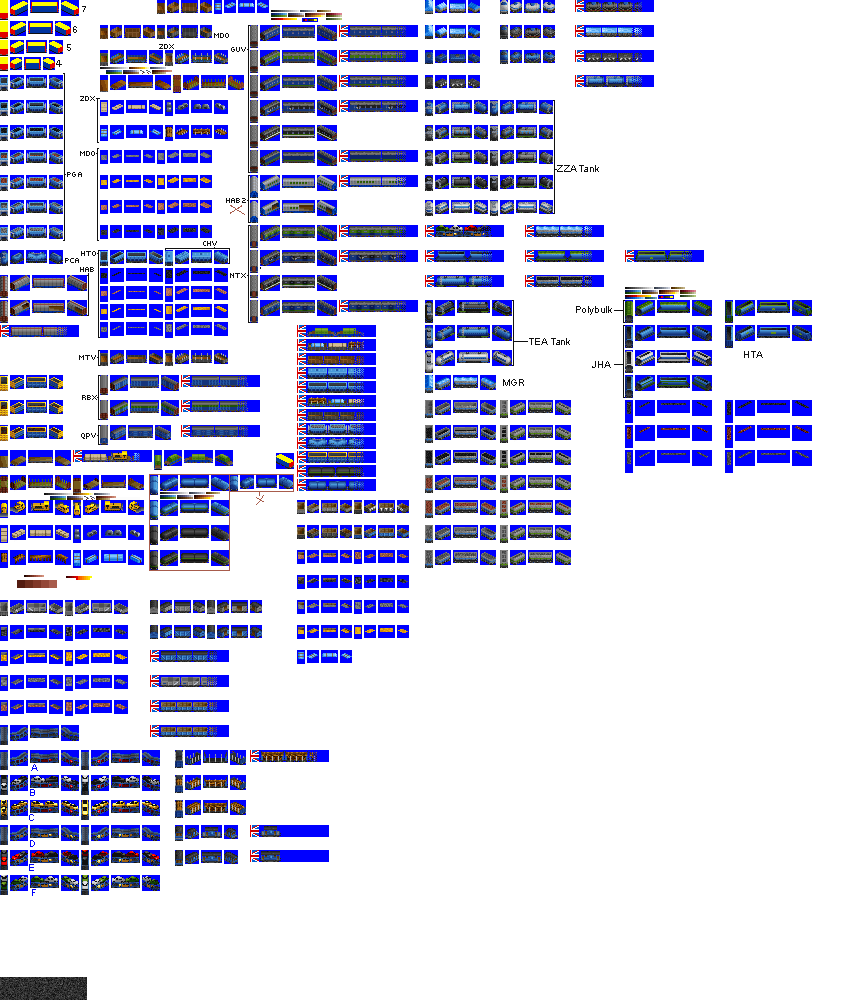 7
6
5
4
MDO
ZDX
>>
GUV
ZDX
MDO
PGA
ZZA Tank
HAB2
CHV
HTO
PCA
HAB
NTX
Polybulk
TEA Tank
MTV
JHA
HTA
MGR
RBX
QPV
>>
A
B
C
D
E
F